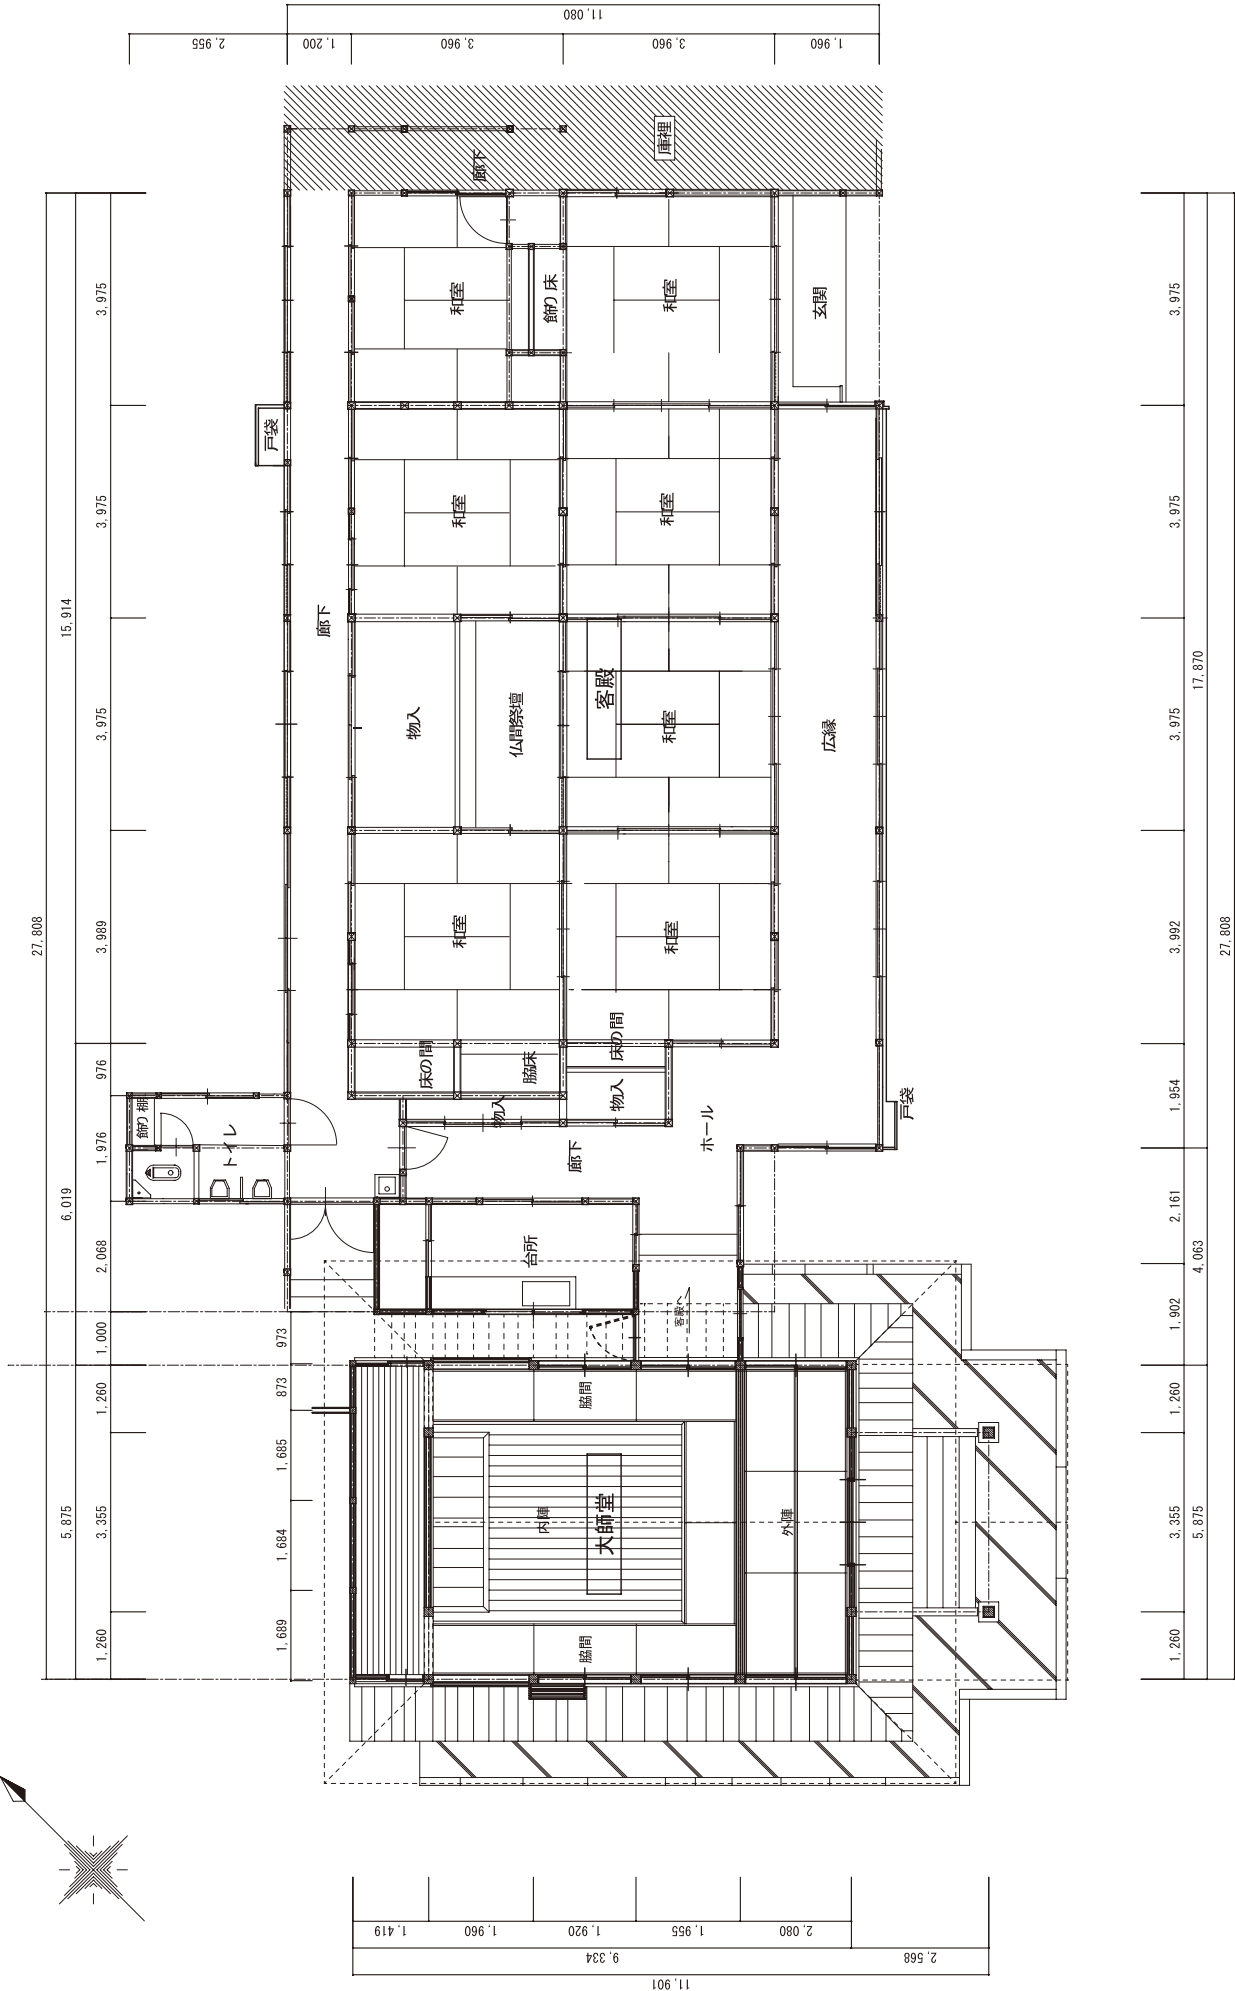 11,080
2,955
1,200
3,960
3,960
1,960
庫裡
廊下
和室
飾り床
和室
玄関
戸袋
和室
和室
廊下
物入
仏間祭壇
客殿
和室
広縁
和室
和室
床の間
脇床
床の間
物入
物入
飾り棚
トイレ
廊下
ホール
戸袋
台所
客殿へ
脇間
内陣
大師堂
外陣
脇間
27,808
15,914
6,019
5,875
3,975
3,975
3,975
3,989
976
1,976
2,068
1,000
1,260
3,355
1,260
973
873
1,685
1,684
1,689
3,975
3,975
3,975
3,992
1,954
2,161
1,902
1,260
3,355
1,260
17,870
4,063
5,875
27,808
1,419
1,960
1,920
1,955
2,080
9,334
2,568
11,901